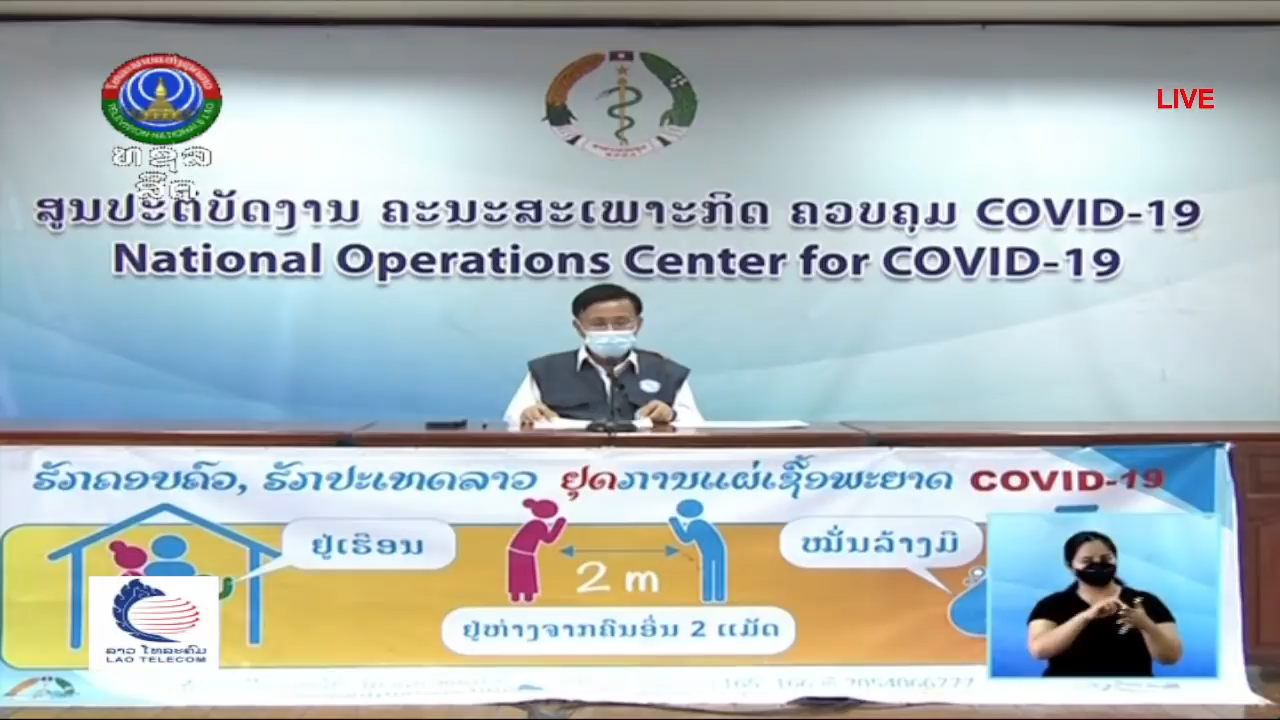 LIVE
ສູນປະຕິບັດງານ ຄະນະສະເພາະກິດ ຄວບຄຸມ COVID-19
National Operations Center for COVID-19
ຮັກຄອບຄົວ, ຮັກປະເທດລາວ ຢຸດການແຜ່ເຊື້ອພະຍາດ COVID-19
ຢູ່ເຮືອນ
ໝັ່ນລ້າງມື
2 m
ຢູ່ຫ່າງຈາກຄົນອື່ນ 2 ແມັດ
ລາວ ໂທລະຄົມ
LAO TELECOM